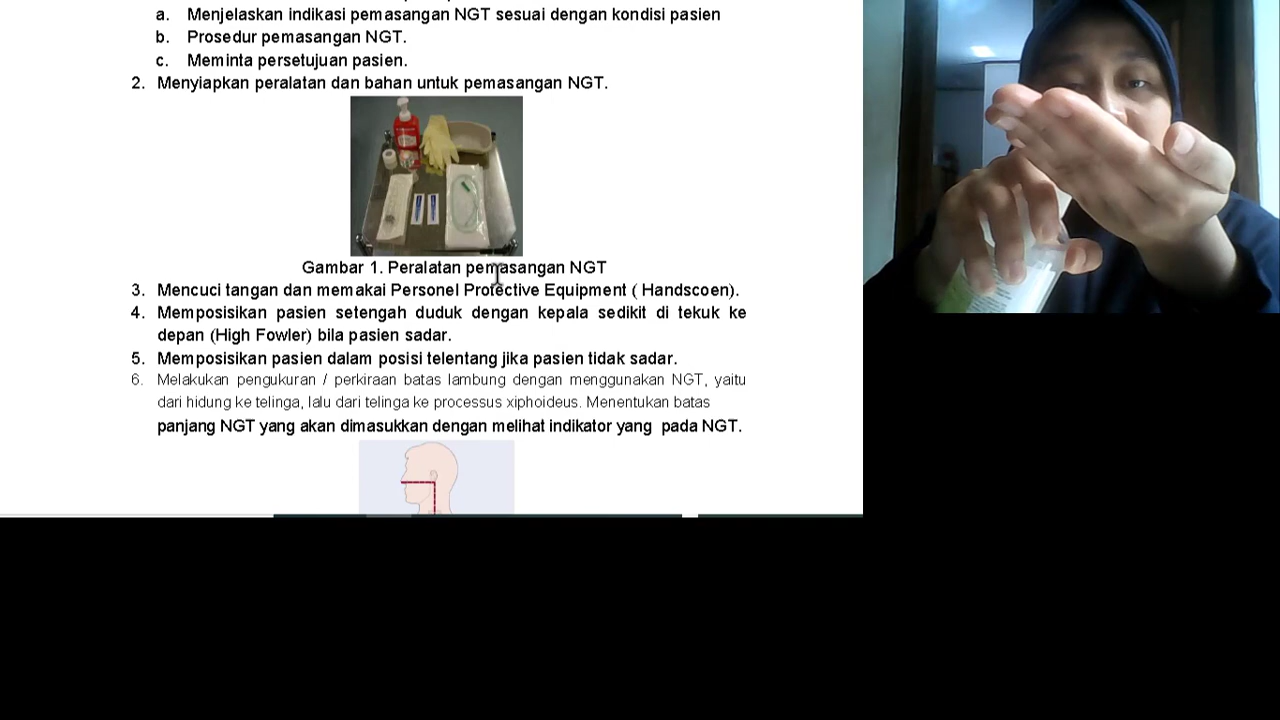 a. Menjelaskan indikasi pemasangan NGT sesuai dengan kondisi pasien
b. Prosedur pemasangan NGT.
c. Meminta persetujuan pasien.
2. Menyiapkan peralatan dan bahan untuk pemasangan NGT.
Gambar 1. Peralatan pemasangan NGT
3. Mencuci tangan dan memakai Personel Protective Equipment ( Handscoen).
4. Memposisikan pasien setengah duduk dengan kepala sedikit di tekuk ke
depan (High Fowler) bila pasien sadar.
5. Memposisikan pasien dalam posisi telentang jika pasien tidak sadar.
6. Melakukan pengukuran / perkiraan batas lambung dengan menggunakan NGT, yaitu
dari hidung ke telinga, lalu dari telinga ke processus xiphoideus. Menentukan batas
panjang NGT yang akan dimasukkan dengan melihat indikator yang pada NGT.